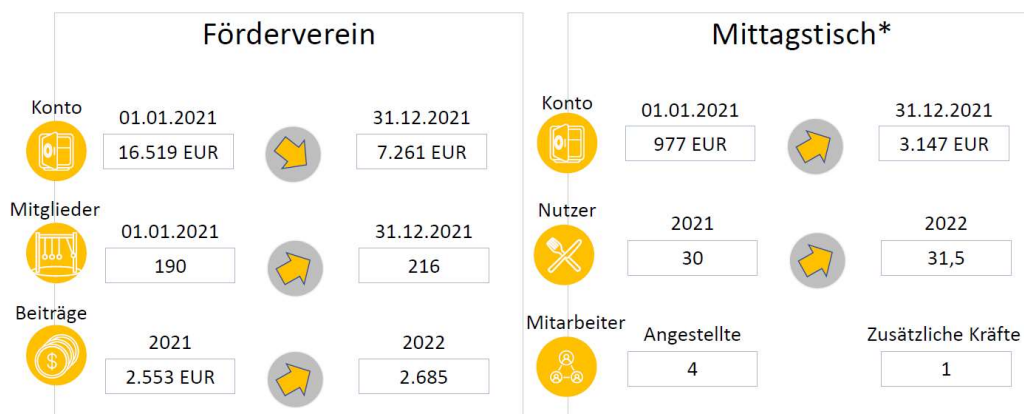 Förderverein
Konto
01.01.2021
31.12.2021
16.519 EUR
7.261 EUR
Mitglieder
01.01.2021
31.12.2021
190
216
Beiträge
2021
2022
$
2.553 EUR
2.685
Mittagstisch*
Konto
01.01.2021
31.12.2021
977 EUR
3.147 EUR
Nutzer
2021
2022
30
31,5
Mitarbeiter
Angestellte
Zusätzliche Kräfte
4
1